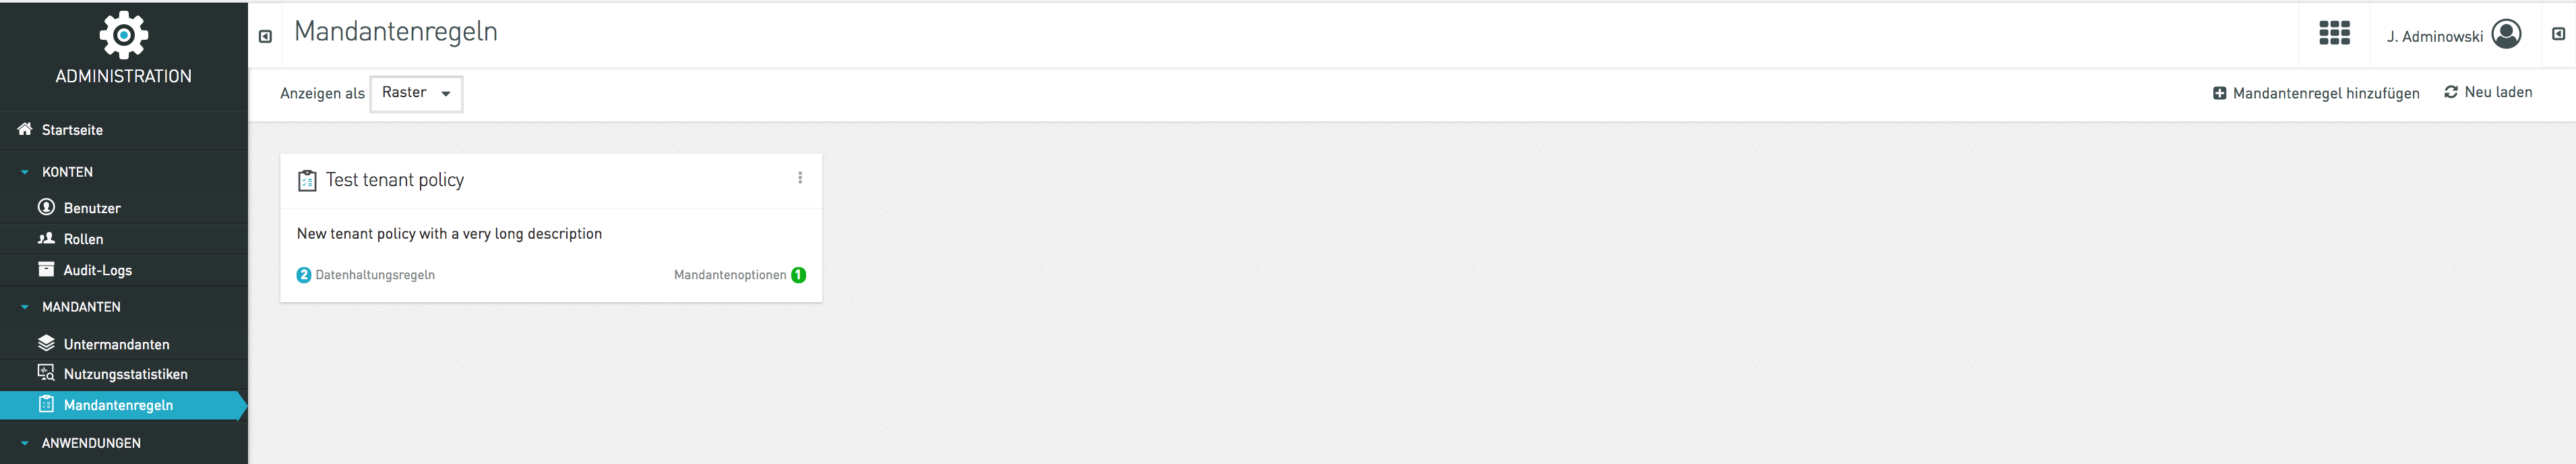 ADMINISTRATION
Startseite
KONTEN
Benutzer
Rollen
Audit-Logs
MANDANTEN
Untermandanten
Nutzungsstatistiken
Mandantenregeln
ANWENDUNGEN
Mandantenregeln
J. Adminowski
Anzeigen als Raster
Mandantenregel hinzufügen Neu laden
Test tenant policy
New tenant policy with a very long description
2 Datenhaltungsregeln Mandantenoptionen 1